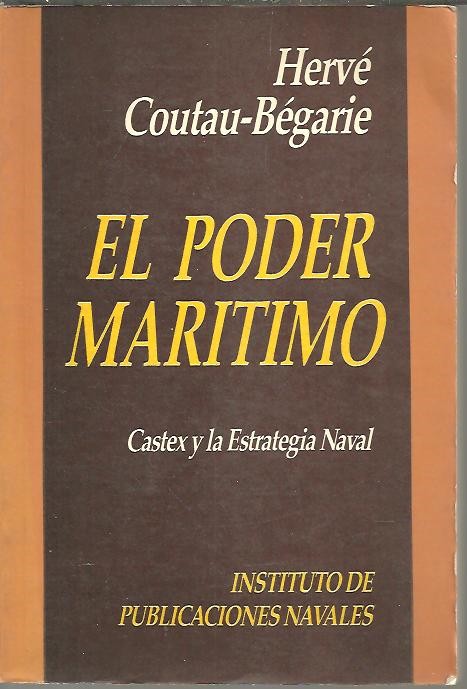 Hervé
Coutau-Bégarie
EL PODER
MARITIMO
Castex y la Estrategia Naval
INSTITUTO DE
PUBLICACIONES NAVALES